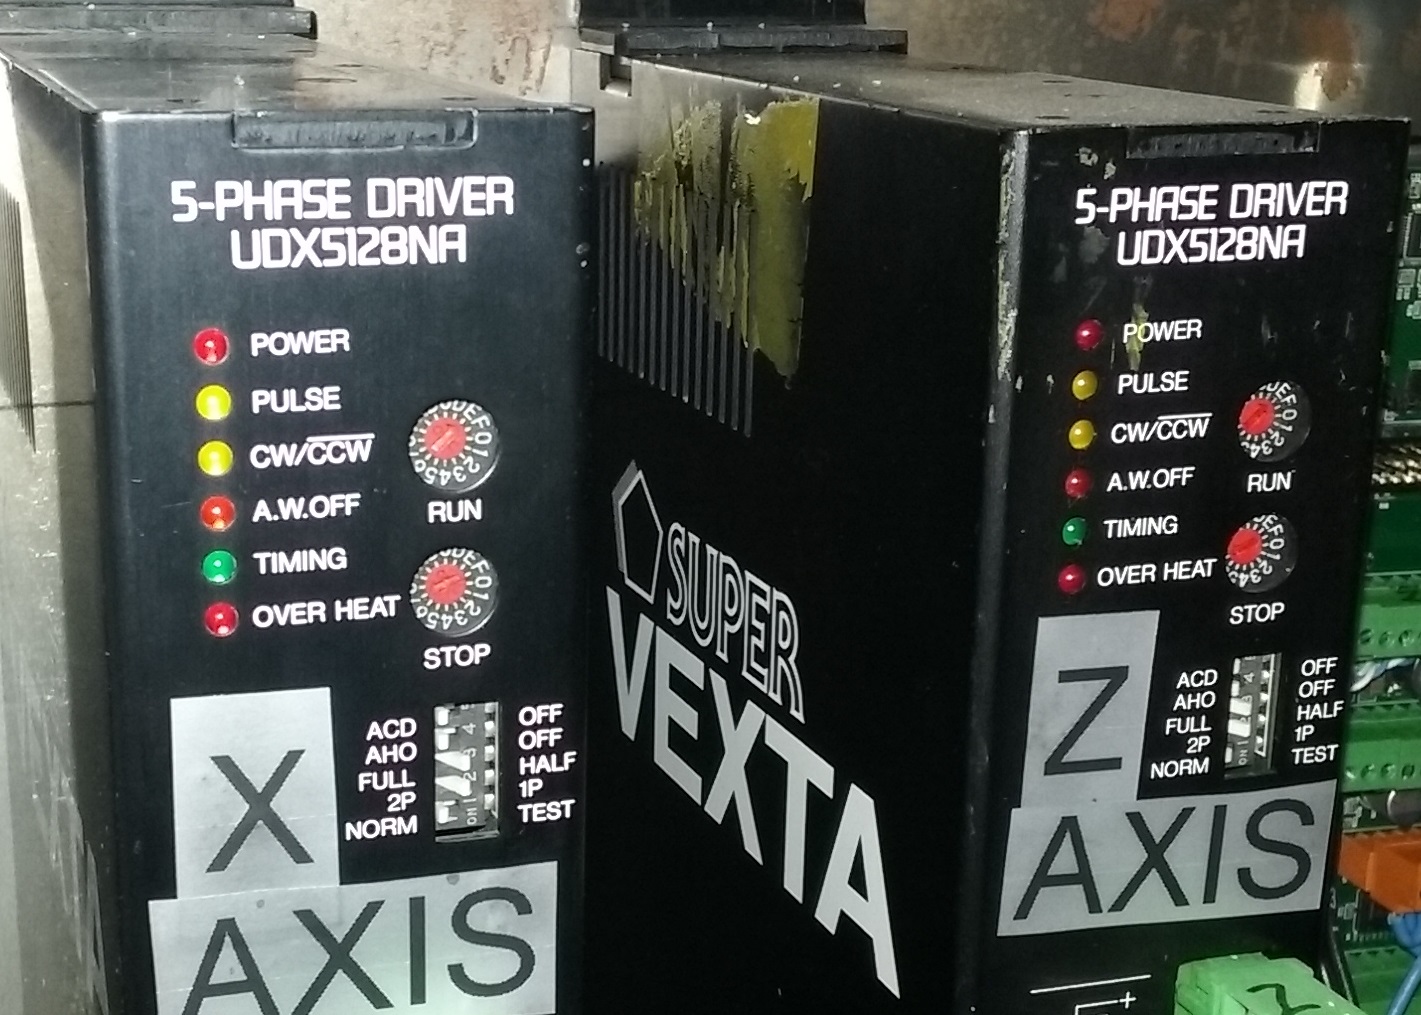 5-PHASE DRIVER
UDX5128NA
POWER
PULSE
CW/CCW
A.W.OFF
TIMING
OVER HEAT
RUN
STOP
ACD OFF
AHO OFF
FULL HALF
2P 1P
NORM TEST
X
AXIS
SUPER
VEXTA
5-PHASE DRIVER
UDX5128NA
POWER
PULSE
CW/CCW
A.W.OFF
TIMING
OVER HEAT
RUN
STOP
ACD OFF
AHO OFF
FULL HALF
2P 1P
NORM TEST
Z
AXIS